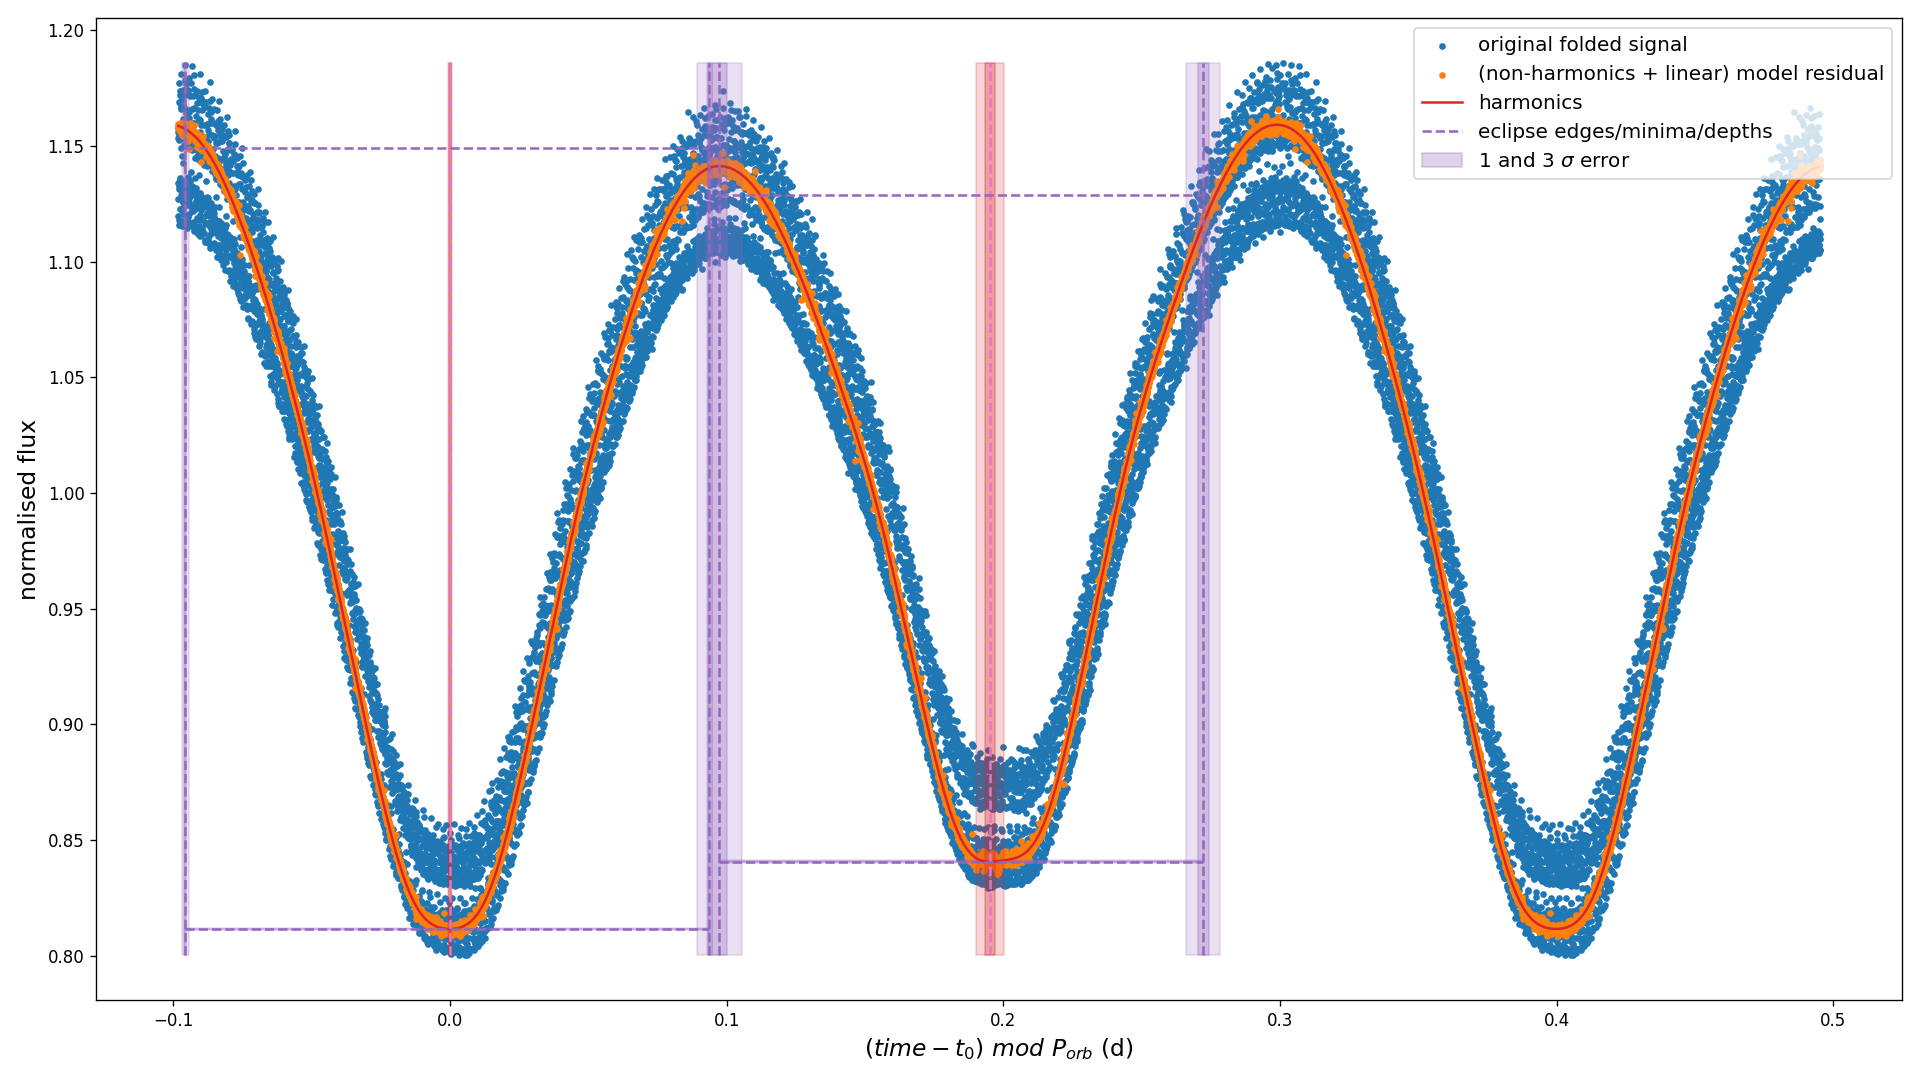 original folded signal
(non-harmonics + linear) model residual
harmonics
eclipse edges/minima/depths
1 and 3 σ error
normalised flux
1.20
1.15
1.10
1.05
1.00
0.95
0.90
0.85
0.80
−0.1
0.0
0.1
0.2
0.3
0.4
0.5
(time − t₀) mod P_orb (d)